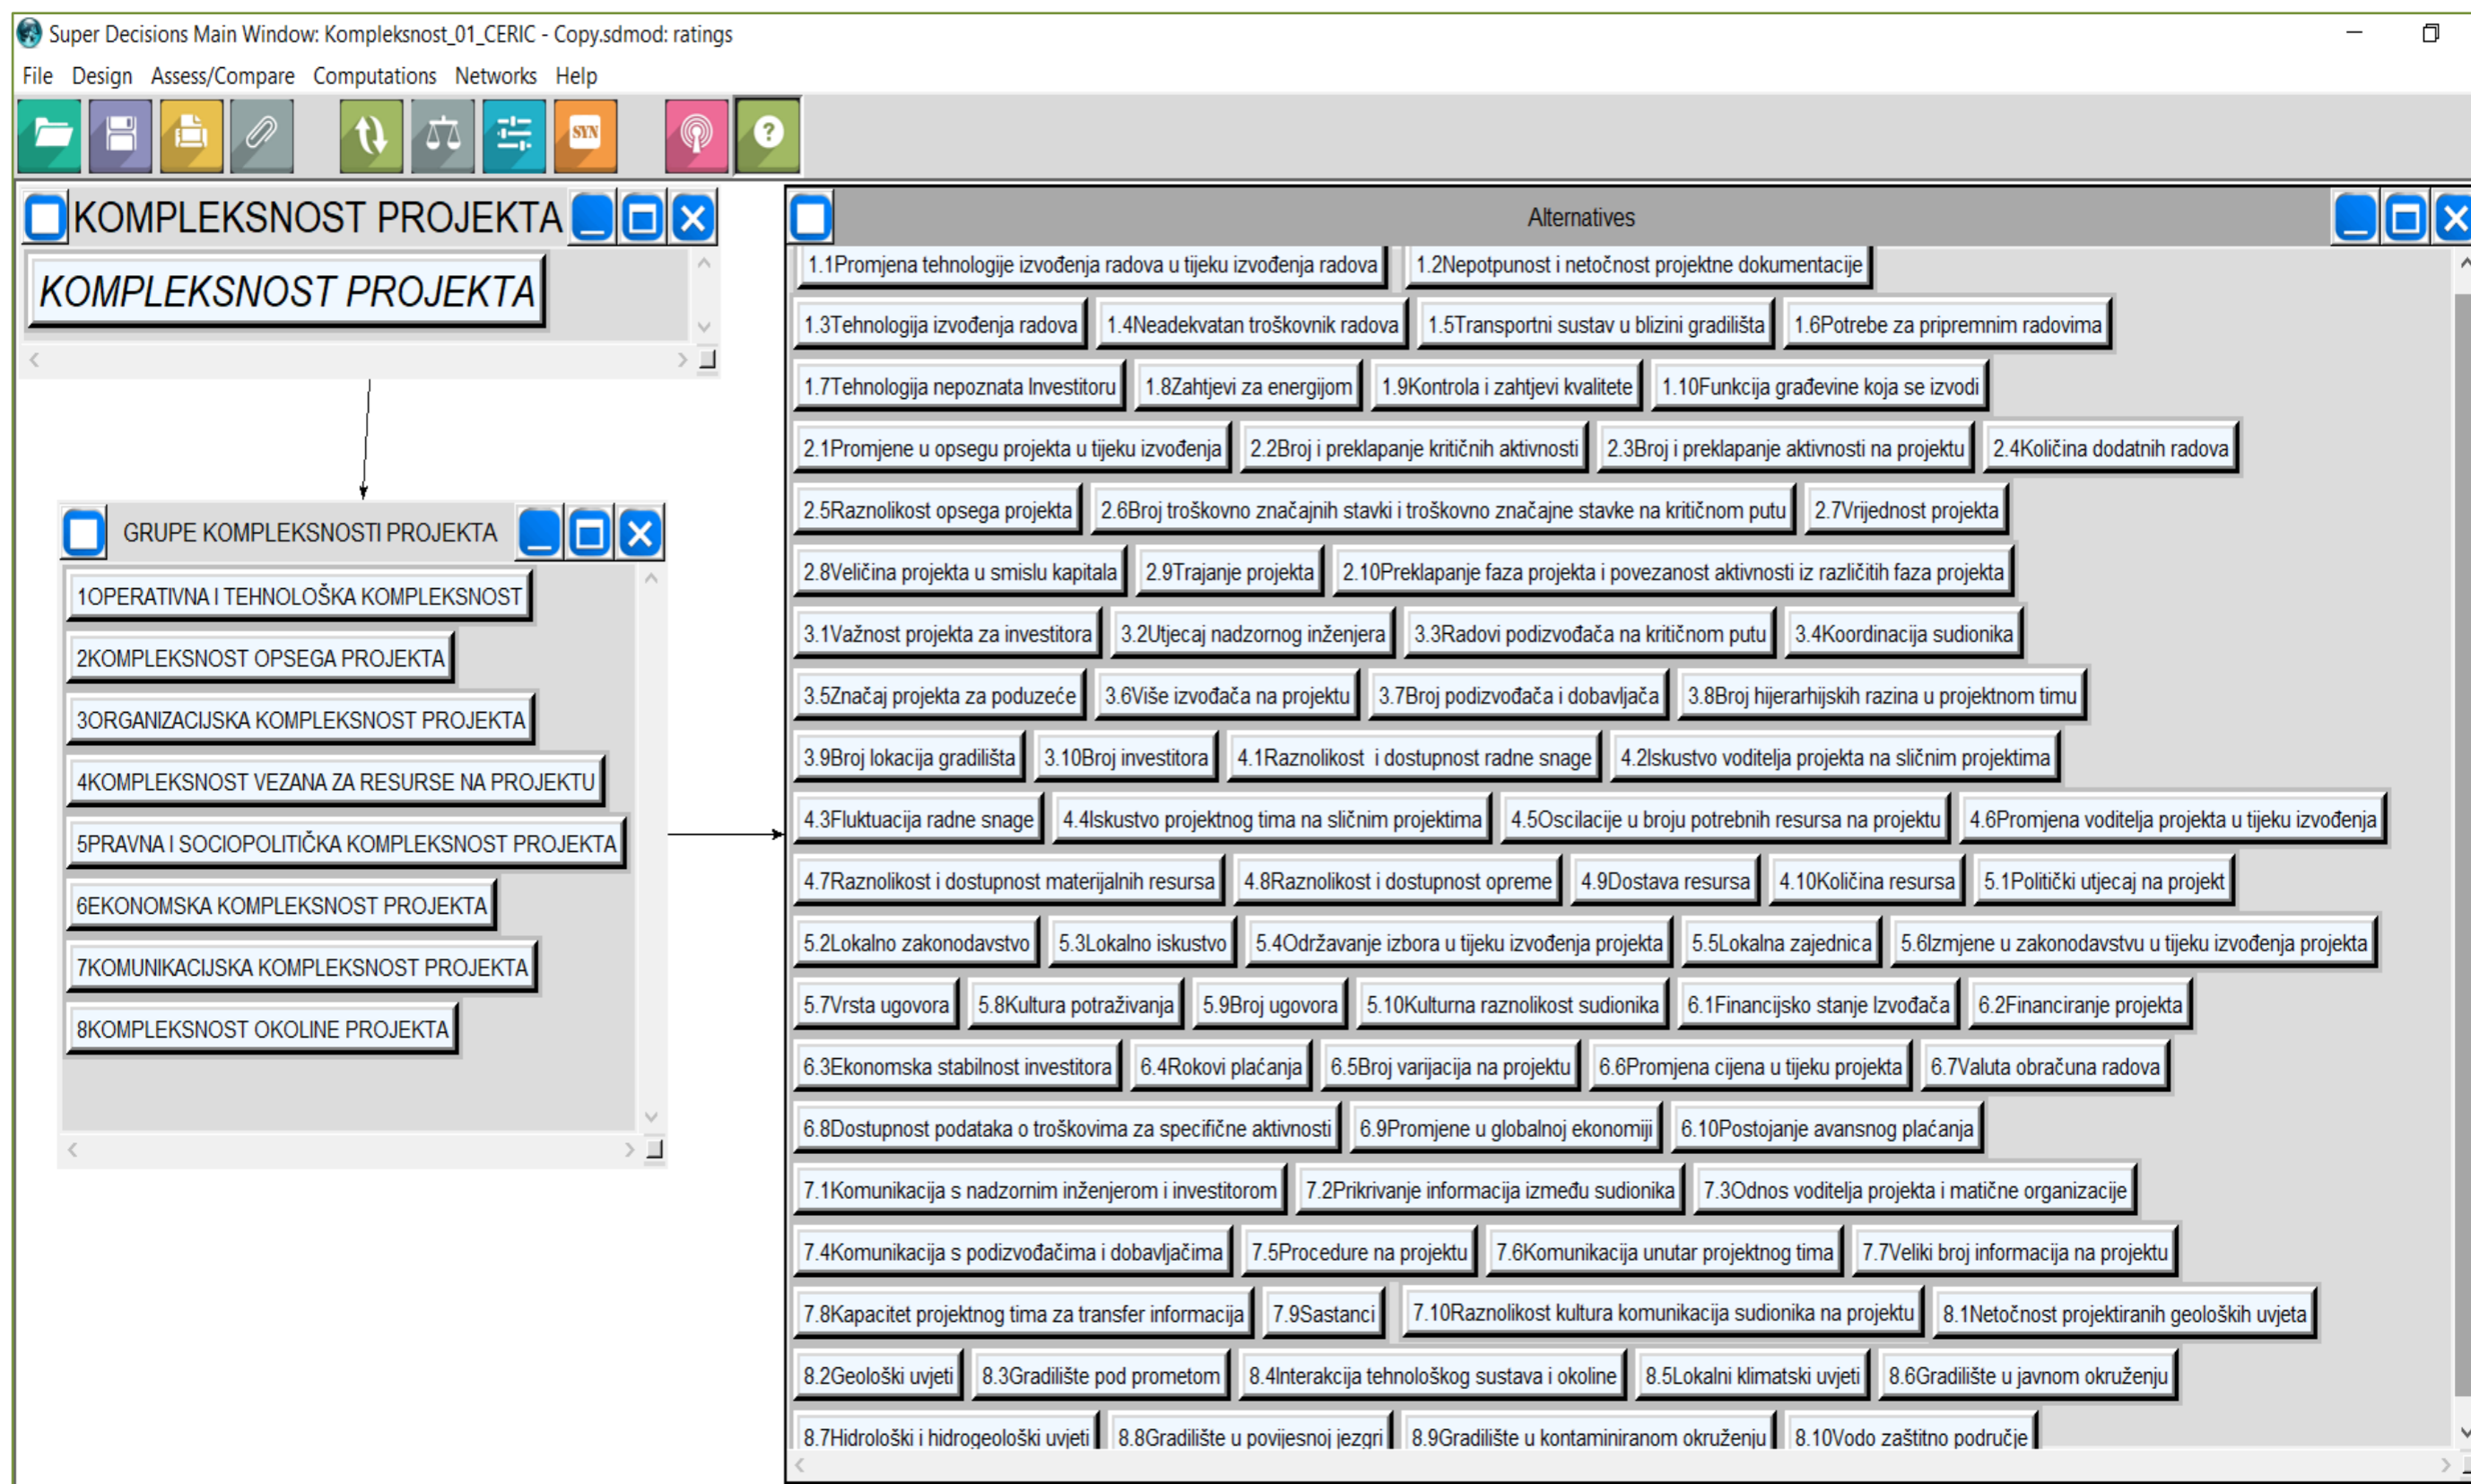 Super Decisions Main Window: Kompleksnost_01_CERIC - Copy.sdmod: ratings
File Design Assess/Compare Computations Networks Help
SYN
KOMPLEKSNOST PROJEKTA
KOMPLEKSNOST PROJEKTA
GRUPE KOMPLEKSNOSTI PROJEKTA
1OPERATIVNA I TEHNOLOŠKA KOMPLEKSNOST
2KOMPLEKSNOST OPSEGA PROJEKTA
3ORGANIZACIJSKA KOMPLEKSNOST PROJEKTA
4KOMPLEKSNOST VEZANA ZA RESURSE NA PROJEKTU
5PRAVNA I SOCIOPOLITIČKA KOMPLEKSNOST PROJEKTA
6EKONOMSKA KOMPLEKSNOST PROJEKTA
7KOMUNIKACIJSKA KOMPLEKSNOST PROJEKTA
8KOMPLEKSNOST OKOLINE PROJEKTA
Alternatives
1.1Promjena tehnologije izvođenja radova u tijeku izvođenja radova 1.2Nepotpunost i netočnost projektne dokumentacije
1.3Tehnologija izvođenja radova 1.4Neadekvatan troškovnik radova 1.5Transportni sustav u blizini gradilišta 1.6Potrebe za pripremnim radovima
1.7Tehnologija nepoznata Investitoru 1.8Zahtjevi za energijom 1.9Kontrola i zahtjevi kvalitete 1.10Funkcija građevine koja se izvodi
2.1Promjene u opsegu projekta u tijeku izvođenja 2.2Broj i preklapanje kritičnih aktivnosti 2.3Broj i preklapanje aktivnosti na projektu 2.4Količina dodatnih radova
2.5Raznolikost opsega projekta 2.6Broj troškovno značajnih stavki i troškovno značajne stavke na kritičnom putu 2.7Vrijednost projekta
2.8Veličina projekta u smislu kapitala 2.9Trajanje projekta 2.10Preklapanje faza projekta i povezanost aktivnosti iz različitih faza projekta
3.1Važnost projekta za investitora 3.2Utjecaj nadzornog inženjera 3.3Radovi podizvođača na kritičnom putu 3.4Koordinacija sudionika
3.5Značaj projekta za poduzeće 3.6Više izvođača na projektu 3.7Broj podizvođača i dobavljača 3.8Broj hijerarhijskih razina u projektnom timu
3.9Broj lokacija gradilišta 3.10Broj investitora 4.1Raznolikost i dostupnost radne snage 4.2Iskustvo voditelja projekta na sličnim projektima
4.3Fluktuacija radne snage 4.4Iskustvo projektnog tima na sličnim projektima 4.5Oscilacije u broju potrebnih resursa na projektu 4.6Promjena voditelja projekta u tijeku izvođenja
4.7Raznolikost i dostupnost materijalnih resursa 4.8Raznolikost i dostupnost opreme 4.9Dostava resursa 4.10Količina resursa 5.1Politički utjecaj na projekt
5.2Lokalno zakonodavstvo 5.3Lokalno iskustvo 5.4Održavanje izbora u tijeku izvođenja projekta 5.5Lokalna zajednica 5.6Izmjene u zakonodavstvu u tijeku izvođenja projekta
5.7Vrsta ugovora 5.8Kultura potraživanja 5.9Broj ugovora 5.10Kulturna raznolikost sudionika 6.1Financijsko stanje Izvođača 6.2Financiranje projekta
6.3Ekonomska stabilnost investitora 6.4Rokovi plaćanja 6.5Broj varijacija na projektu 6.6Promjena cijena u tijeku projekta 6.7Valuta obračuna radova
6.8Dostupnost podataka o troškovima za specifične aktivnosti 6.9Promjene u globalnoj ekonomiji 6.10Postojanje avansnog plaćanja
7.1Komunikacija s nadzornim inženjerom i investitorom 7.2Prikrivanje informacija između sudionika 7.3Odnos voditelja projekta i matične organizacije
7.4Komunikacija s podizvođačima i dobavljačima 7.5Procedure na projektu 7.6Komunikacija unutar projektnog tima 7.7Veliki broj informacija na projektu
7.8Kapacitet projektnog tima za transfer informacija 7.9Sastanci 7.10Raznolikost kultura komunikacija sudionika na projektu 8.1Netočnost projektiranih geoloških uvjeta
8.2Geološki uvjeti 8.3Gradilište pod prometom 8.4Interakcija tehnološkog sustava i okoline 8.5Lokalni klimatski uvjeti 8.6Gradilište u javnom okruženju
8.7Hidrološki i hidrogeološki uvjeti 8.8Gradilište u povijesnoj jezgri 8.9Gradilište u kontaminiranom okruženju 8.10Vodo zaštitno područje